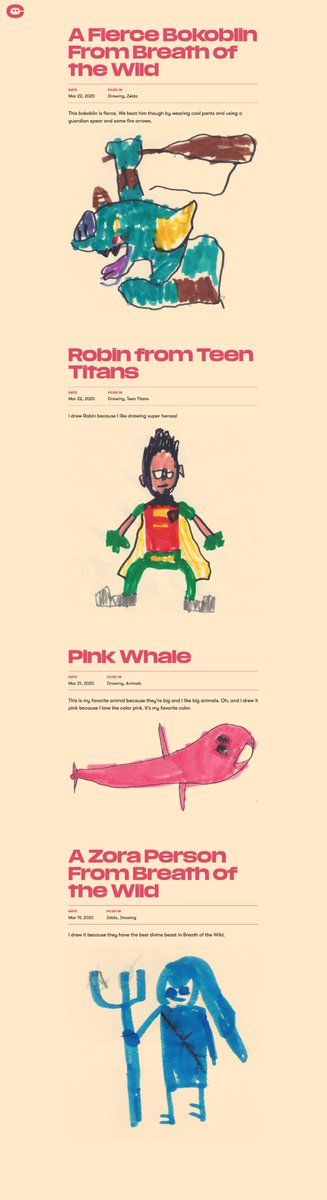 A Fierce Bokoblin
From Breath of
the Wild
DATE FILED IN
Mar 22, 2020 Drawing, Zelda
This bokoblin is fierce. We beat him though by wearing cool pants and using a
guardian spear and some fire arrows.
Robin from Teen
Titans
DATE FILED IN
Mar 22, 2020 Drawing, Teen Titans
I drew Robin because I like drawing super heroes!
Pink Whale
DATE FILED IN
Mar 21, 2020 Drawing, Animals
This is my favorite animal because they're big and I like big animals. Oh, and I drew it
pink because I love the color pink. It's my favorite color.
A Zora Person
From Breath of
the Wild
DATE FILED IN
Mar 19, 2020 Zelda, Drawing
I drew it because they have the best divine beast in Breath of the Wild.